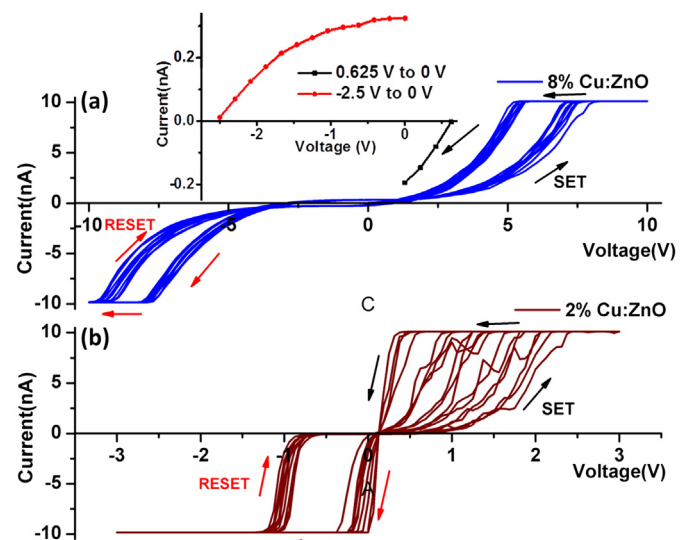 Current(nA)
0.2
0.0
-0.2
-2
-1
0
Voltage (V)
0.625 V to 0 V
-2.5 V to 0 V
(a)
8% Cu:ZnO
Current(nA)
10
5
0
-5
-10
-10
-5
0
5
10
Voltage(V)
SET
RESET
C
(b)
2% Cu:ZnO
Current(nA)
10
5
0
-5
-10
-3
-2
-1
0
1
2
3
Voltage(V)
SET
RESET
A